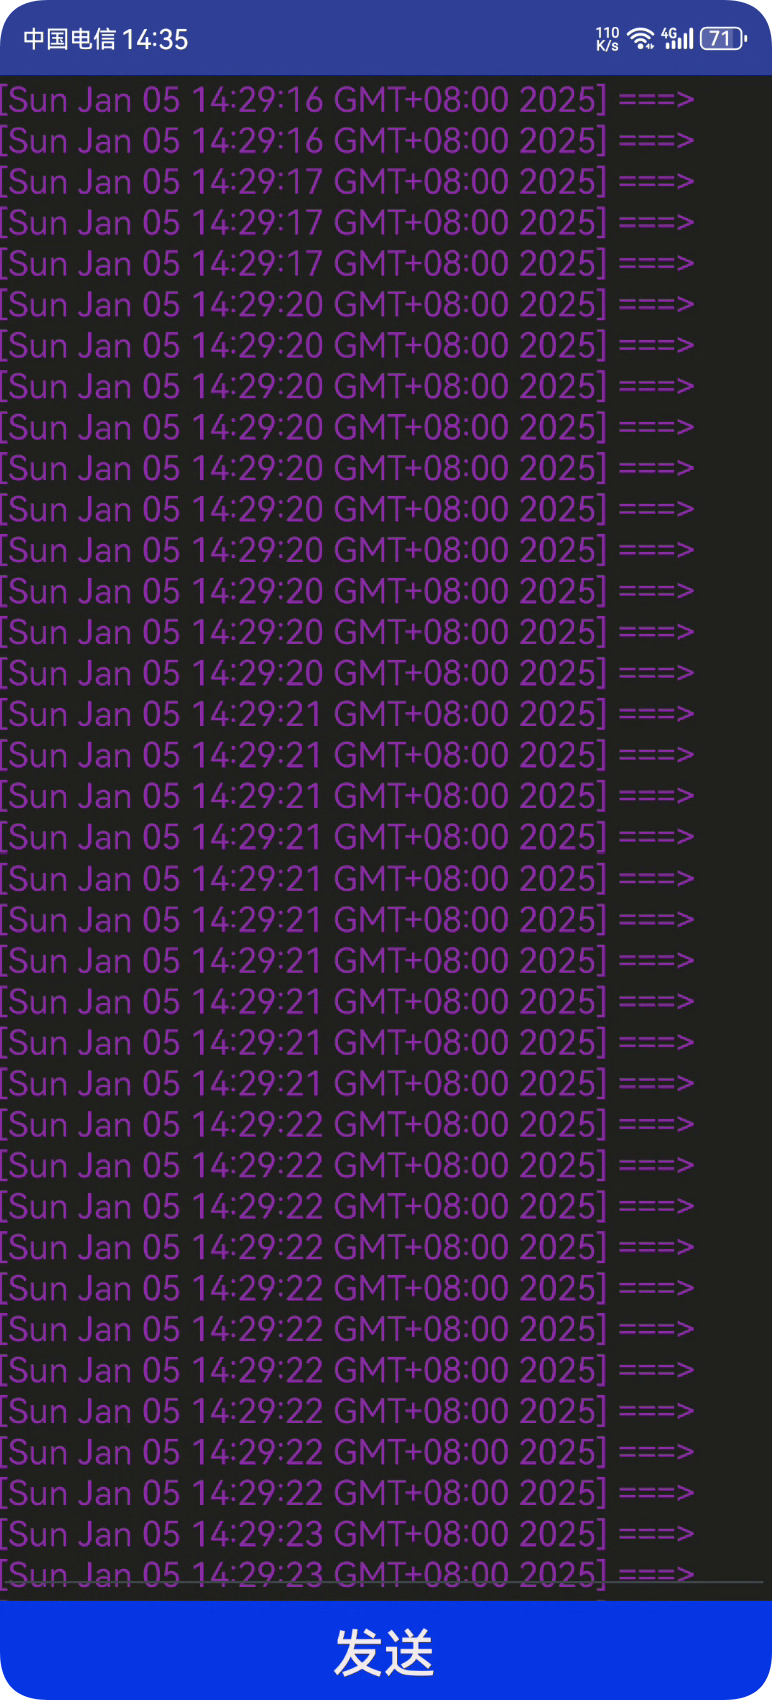 中国电信 14:35 110 K/s 4G 71
[Sun Jan 05 14:29:16 GMT+08:00 2025] ===>
[Sun Jan 05 14:29:16 GMT+08:00 2025] ===>
[Sun Jan 05 14:29:17 GMT+08:00 2025] ===>
[Sun Jan 05 14:29:17 GMT+08:00 2025] ===>
[Sun Jan 05 14:29:17 GMT+08:00 2025] ===>
[Sun Jan 05 14:29:20 GMT+08:00 2025] ===>
[Sun Jan 05 14:29:20 GMT+08:00 2025] ===>
[Sun Jan 05 14:29:20 GMT+08:00 2025] ===>
[Sun Jan 05 14:29:20 GMT+08:00 2025] ===>
[Sun Jan 05 14:29:20 GMT+08:00 2025] ===>
[Sun Jan 05 14:29:20 GMT+08:00 2025] ===>
[Sun Jan 05 14:29:20 GMT+08:00 2025] ===>
[Sun Jan 05 14:29:20 GMT+08:00 2025] ===>
[Sun Jan 05 14:29:20 GMT+08:00 2025] ===>
[Sun Jan 05 14:29:20 GMT+08:00 2025] ===>
[Sun Jan 05 14:29:21 GMT+08:00 2025] ===>
[Sun Jan 05 14:29:21 GMT+08:00 2025] ===>
[Sun Jan 05 14:29:21 GMT+08:00 2025] ===>
[Sun Jan 05 14:29:21 GMT+08:00 2025] ===>
[Sun Jan 05 14:29:21 GMT+08:00 2025] ===>
[Sun Jan 05 14:29:21 GMT+08:00 2025] ===>
[Sun Jan 05 14:29:21 GMT+08:00 2025] ===>
[Sun Jan 05 14:29:21 GMT+08:00 2025] ===>
[Sun Jan 05 14:29:21 GMT+08:00 2025] ===>
[Sun Jan 05 14:29:21 GMT+08:00 2025] ===>
[Sun Jan 05 14:29:22 GMT+08:00 2025] ===>
[Sun Jan 05 14:29:22 GMT+08:00 2025] ===>
[Sun Jan 05 14:29:22 GMT+08:00 2025] ===>
[Sun Jan 05 14:29:22 GMT+08:00 2025] ===>
[Sun Jan 05 14:29:22 GMT+08:00 2025] ===>
[Sun Jan 05 14:29:22 GMT+08:00 2025] ===>
[Sun Jan 05 14:29:22 GMT+08:00 2025] ===>
[Sun Jan 05 14:29:22 GMT+08:00 2025] ===>
[Sun Jan 05 14:29:22 GMT+08:00 2025] ===>
[Sun Jan 05 14:29:22 GMT+08:00 2025] ===>
[Sun Jan 05 14:29:23 GMT+08:00 2025] ===>
[Sun Jan 05 14:29:23 GMT+08:00 2025] ===>
发送